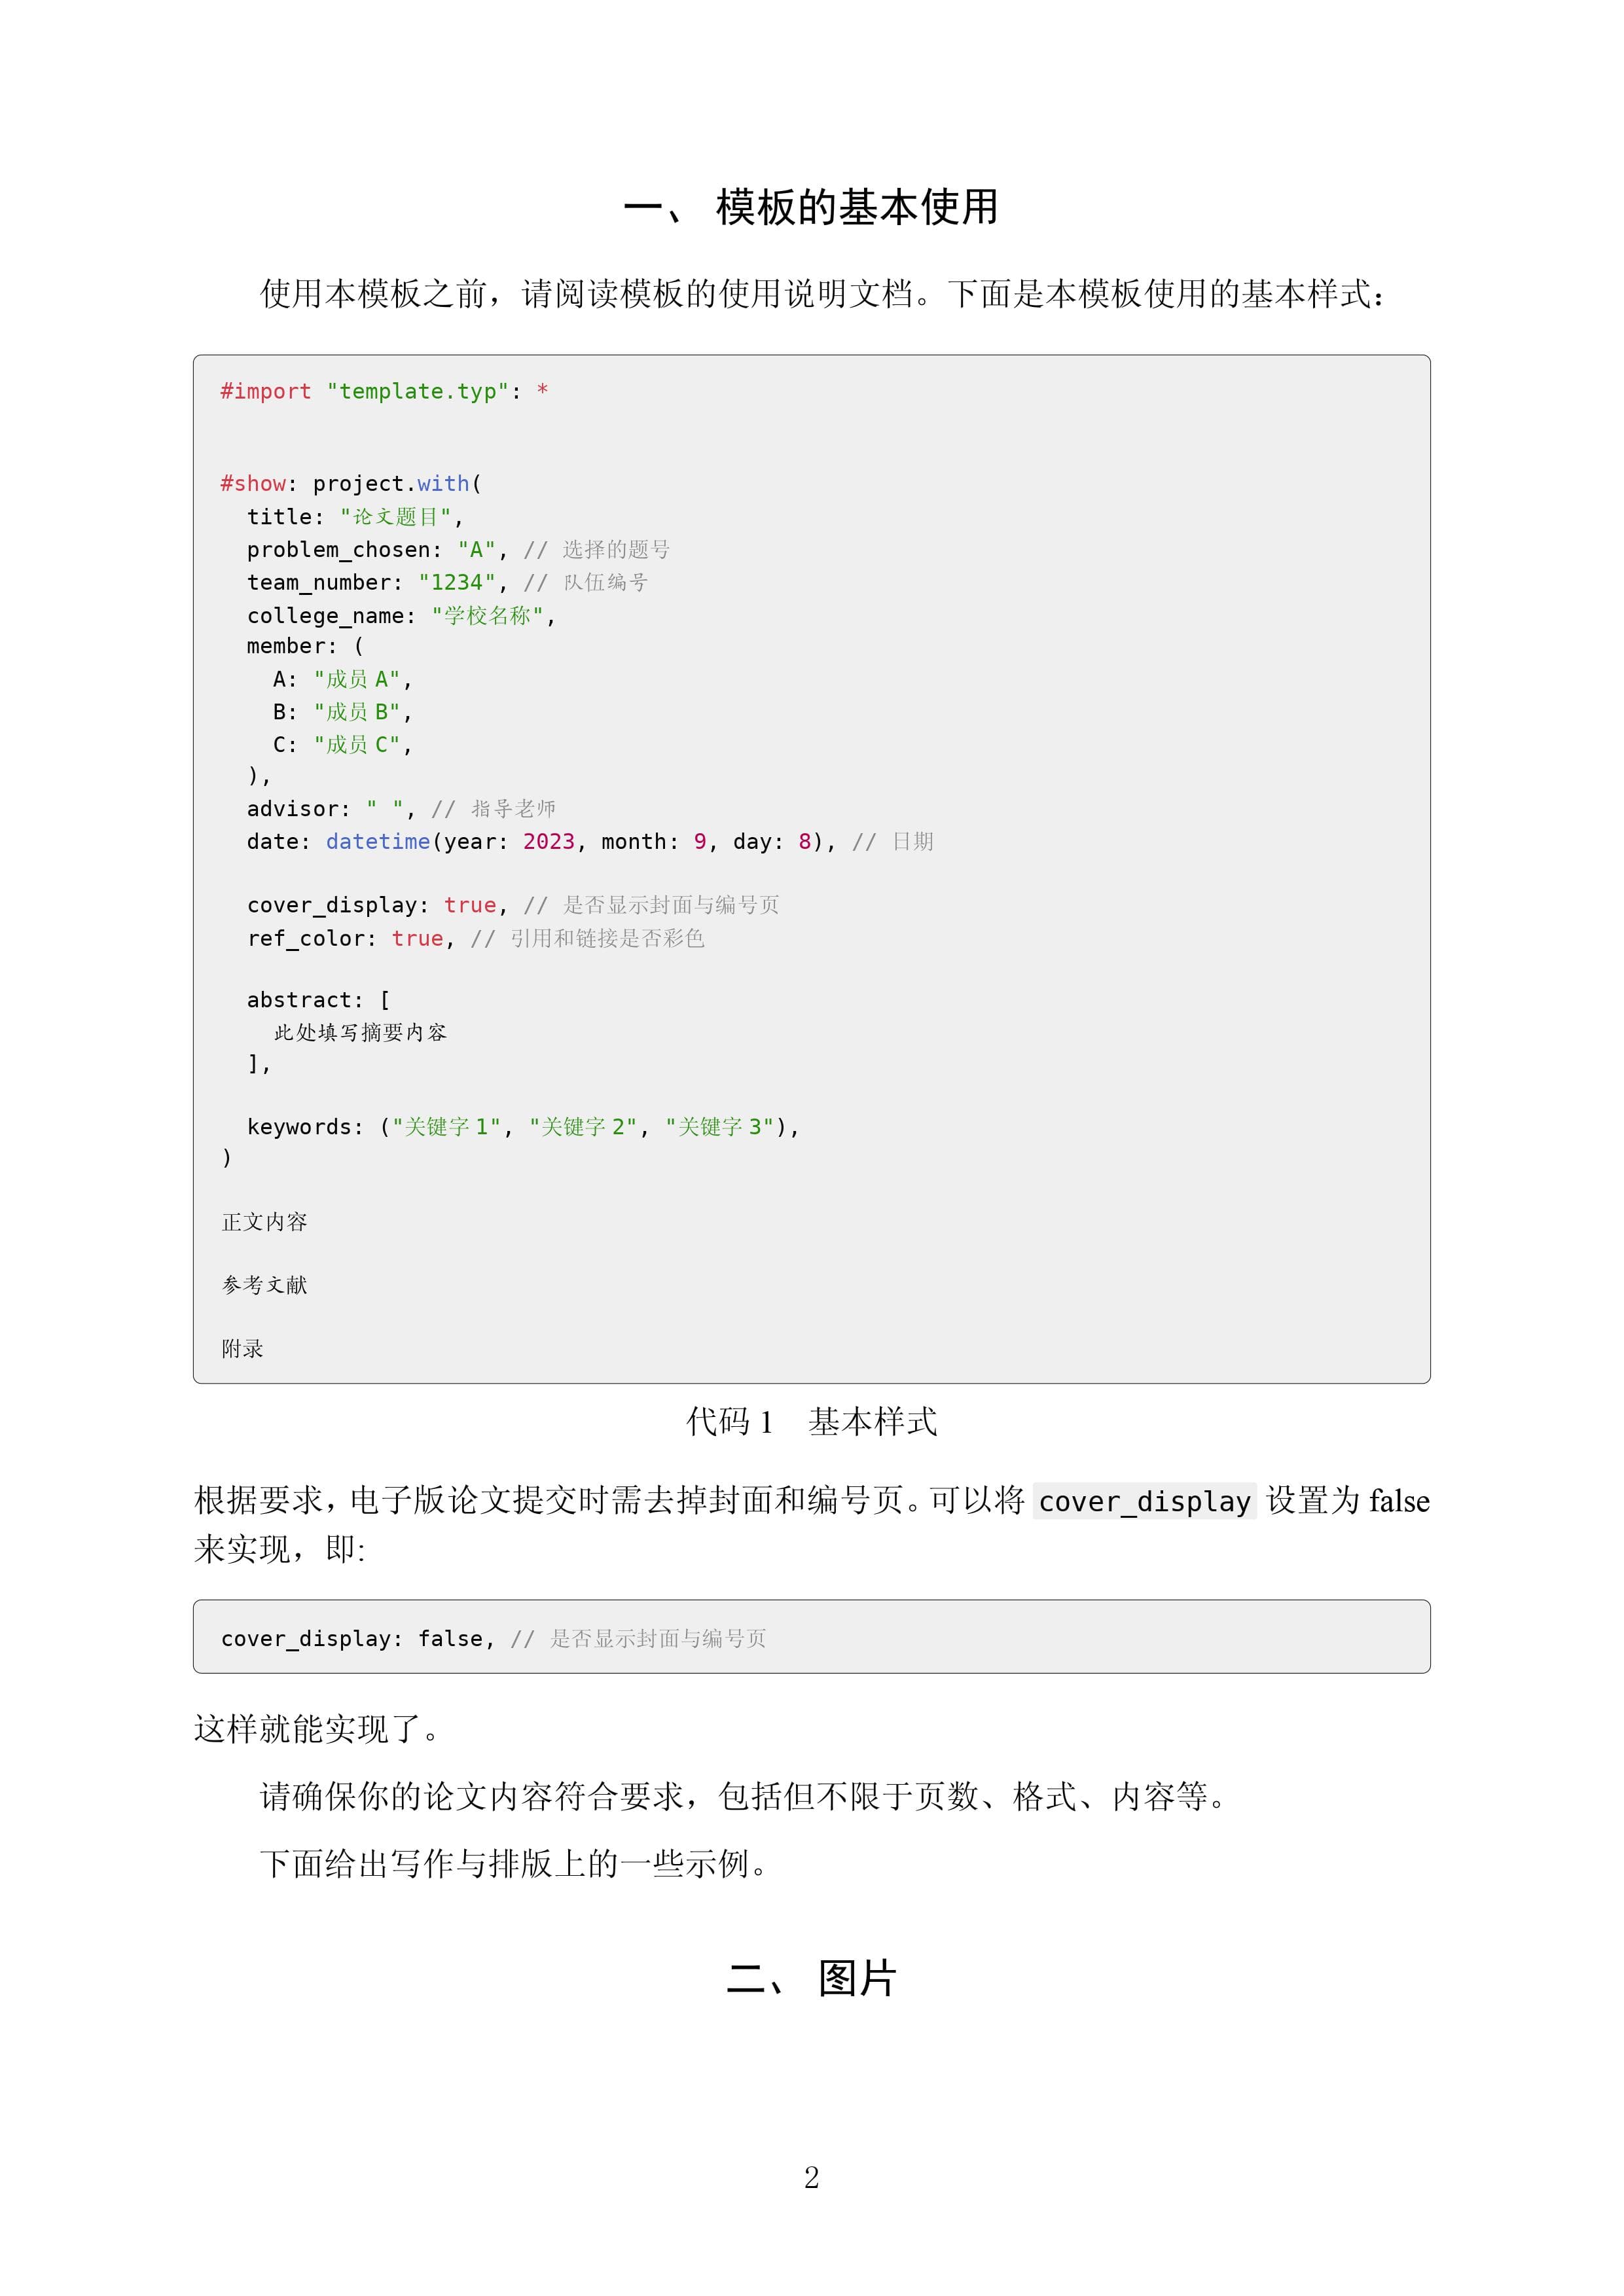 一、 模板的基本使用
使用本模板之前，请阅读模板的使用说明文档。下面是本模板使用的基本样式：
#import "template.typ": *
#show: project.with(
  title: "论文题目",
  problem_chosen: "A", // 选择的题号
  team_number: "1234", // 队伍编号
  college_name: "学校名称",
  member: (
    A: "成员 A",
    B: "成员 B",
    C: "成员 C",
  ),
  advisor: " ", // 指导老师
  date: datetime(year: 2023, month: 9, day: 8), // 日期
  cover_display: true, // 是否显示封面与编号页
  ref_color: true, // 引用和链接是否彩色
  abstract: [
    此处填写摘要内容
  ],
  keywords: ("关键字 1", "关键字 2", "关键字 3"),
)
正文内容
参考文献
附录
代码 1 基本样式
根据要求，电子版论文提交时需去掉封面和编号页。可以将 cover_display 设置为 false
来实现，即:
cover_display: false, // 是否显示封面与编号页
这样就能实现了。
请确保你的论文内容符合要求，包括但不限于页数、格式、内容等。
下面给出写作与排版上的一些示例。
二、 图片
2